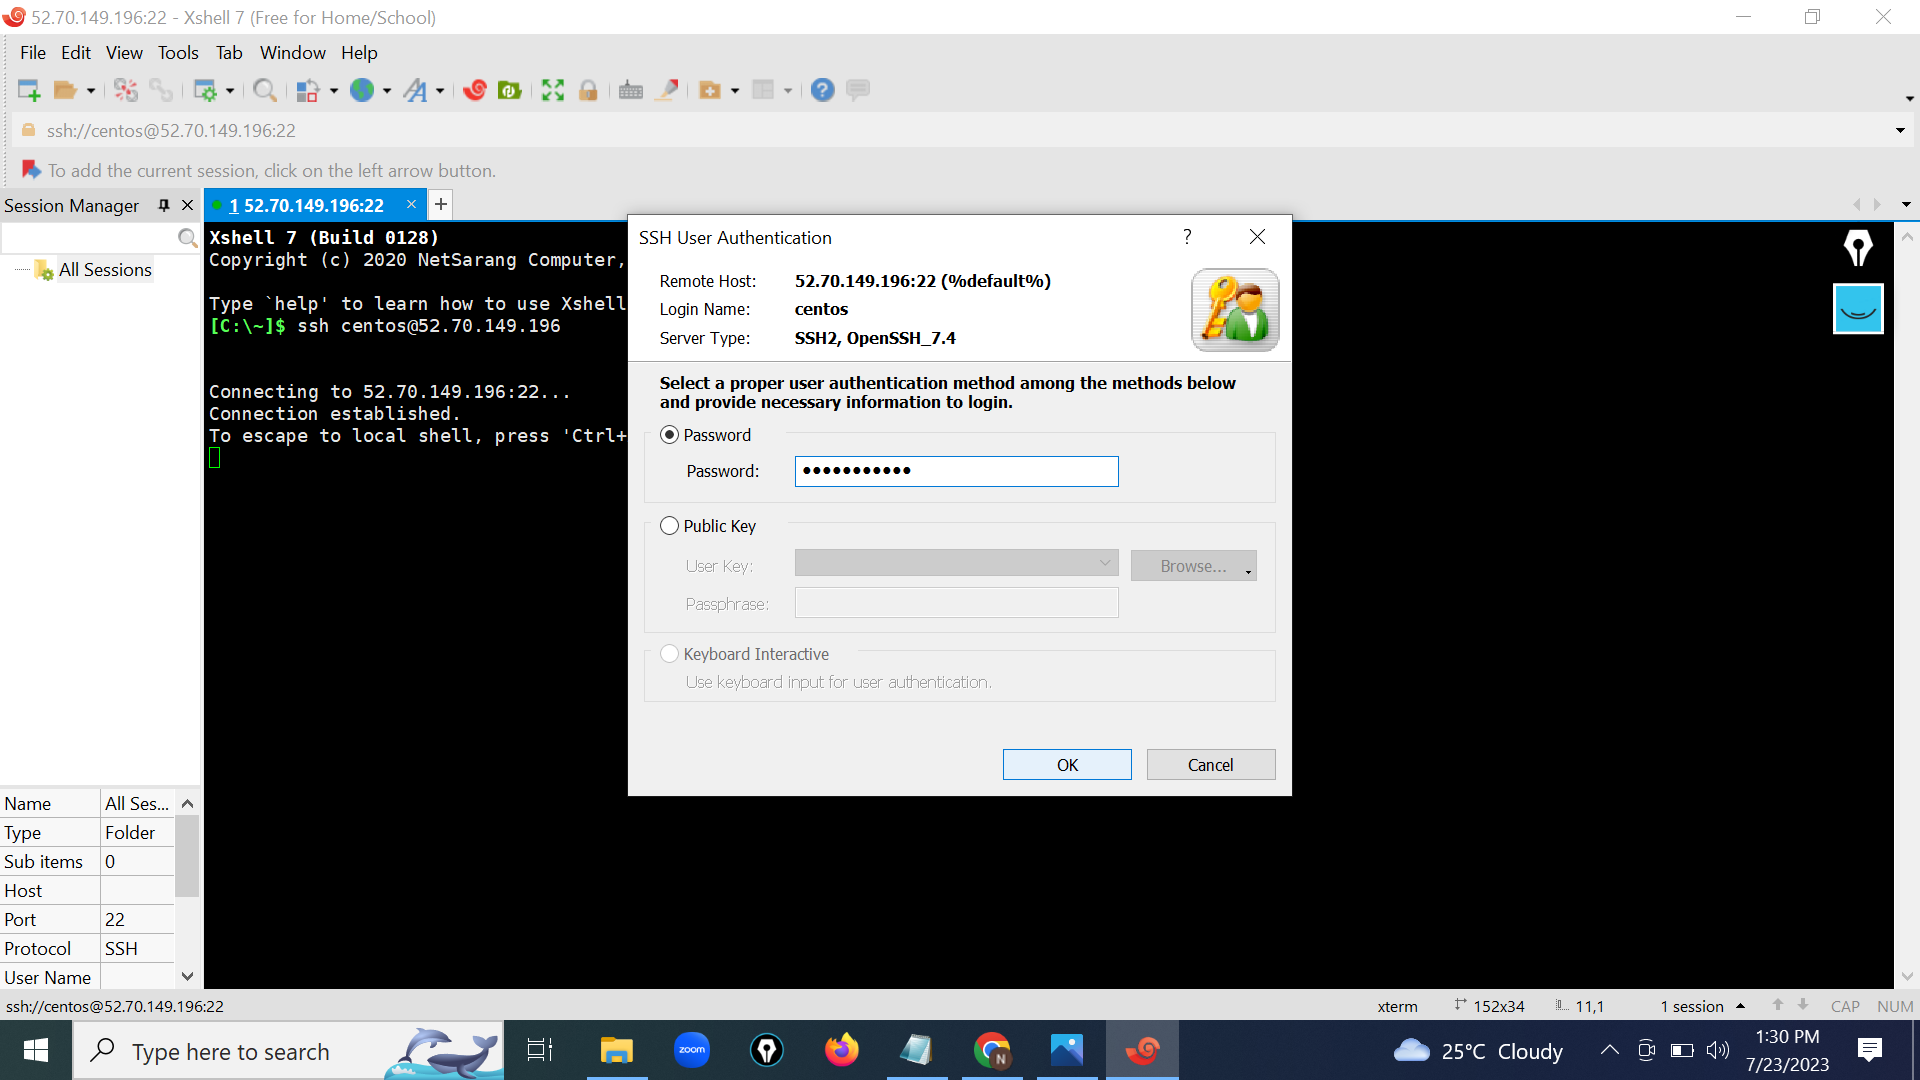 52.70.149.196:22 - Xshell 7 (Free for Home/School)
File Edit View Tools Tab Window Help
ssh://centos@52.70.149.196:22
To add the current session, click on the left arrow button.
Session Manager
1 52.70.149.196:22
All Sessions
Xshell 7 (Build 0128)
Copyright (c) 2020 NetSarang Computer,
Type `help' to learn how to use Xshell
[C:\~]$ ssh centos@52.70.149.196
Connecting to 52.70.149.196:22...
Connection established.
To escape to local shell, press 'Ctrl+
SSH User Authentication
?
Remote Host: 52.70.149.196:22 (%default%)
Login Name: centos
Server Type: SSH2, OpenSSH_7.4
Select a proper user authentication method among the methods below
and provide necessary information to login.
Password
Password: •••••••••••
Public Key
User Key: Browse...
Passphrase:
Keyboard Interactive
Use keyboard input for user authentication.
OK Cancel
Name All Ses...
Type Folder
Sub items 0
Host
Port 22
Protocol SSH
User Name
ssh://centos@52.70.149.196:22 xterm 152x34 11,1 1 session CAP NUM
Type here to search
zoom
N
25°C Cloudy
1:30 PM
7/23/2023